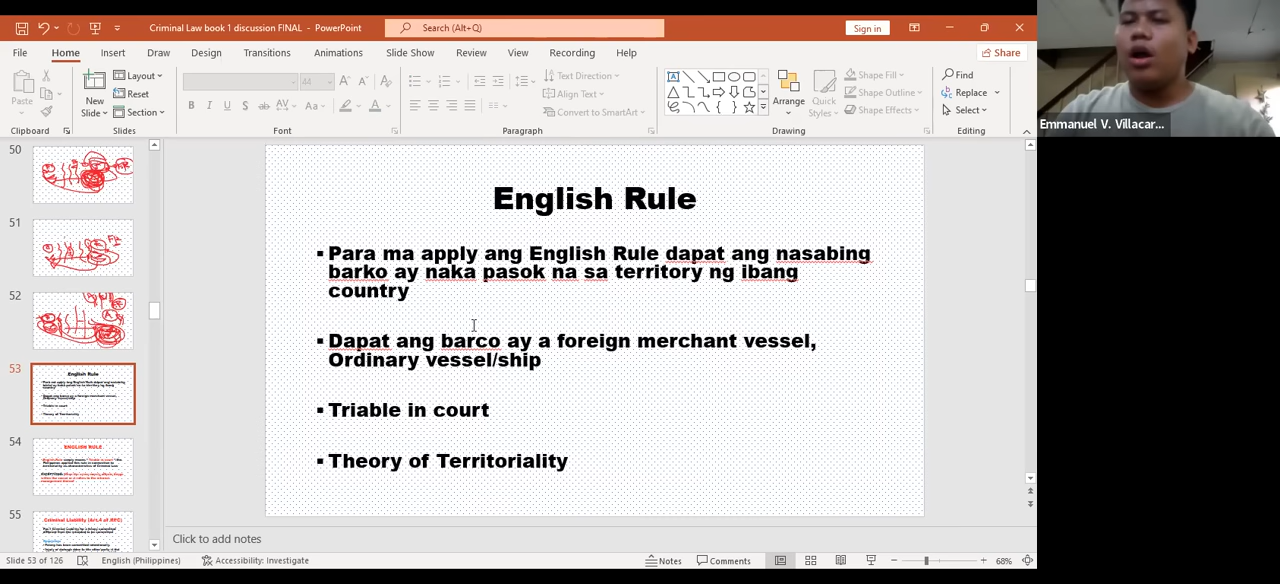 Criminal Law book 1 discussion FINAL - PowerPoint
Search (Alt+Q)
Sign in
File Home Insert Draw Design Transitions Animations Slide Show Review View Recording Help
Share
Paste
New Slide
Layout
Reset
Section
44
Text Direction
Align Text
Convert to SmartArt
Arrange
Quick Styles
Shape Fill
Shape Outline
Shape Effects
Find
Replace
Select
Clipboard Slides Font Paragraph Drawing Editing
Emmanuel V. Villacar...
50
51
52
53
English Rule
54
ENGLISH RULE
55
Criminal Liability (Art.4 of RPC)
English Rule
▪ Para ma apply ang English Rule dapat ang nasabing
barko ay naka pasok na sa territory ng ibang
country
▪ Dapat ang barco ay a foreign merchant vessel,
Ordinary vessel/ship
▪ Triable in court
▪ Theory of Territoriality
Click to add notes
Slide 53 of 126 English (Philippines) Accessibility: Investigate Notes Comments 68%